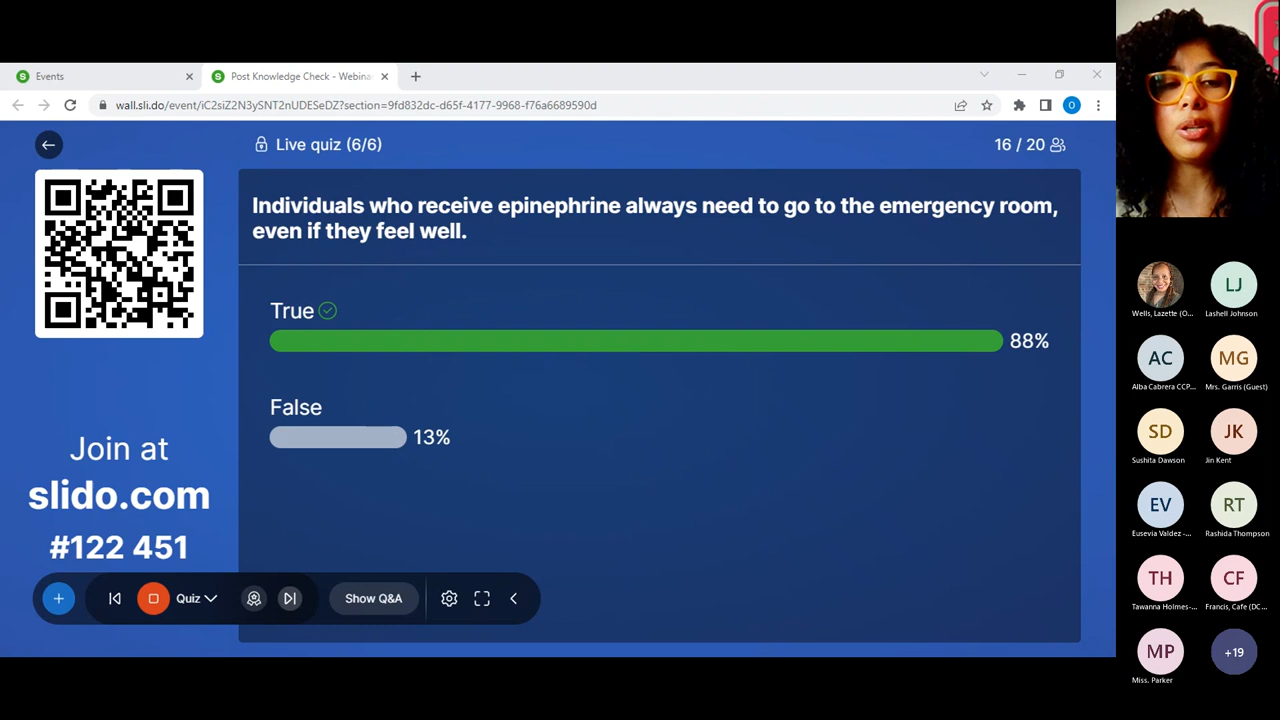 Events
Post Knowledge Check - Webina
wall.sli.do/event/iC2siZ2N3ySNT2nUDESeDZ?section=9fd832dc-d65f-4177-9968-f76a6689590d
O
Live quiz (6/6)
16 / 20
Individuals who receive epinephrine always need to go to the emergency room,
even if they feel well.
True
88%
False
13%
Join at
slido.com
#122 451
Quiz
Show Q&A
Wells, Lazette (O...
LJ
Lashell Johnson
AC
Alba Cabrera CCP...
MG
Mrs. Garris (Guest)
SD
Sushita Dawson
JK
Jin Kent
EV
Eusevia Valdez -...
RT
Rashida Thompson
TH
Tawanna Holmes-...
CF
Francis, Cafe (DC ...
MP
Miss. Parker
+19